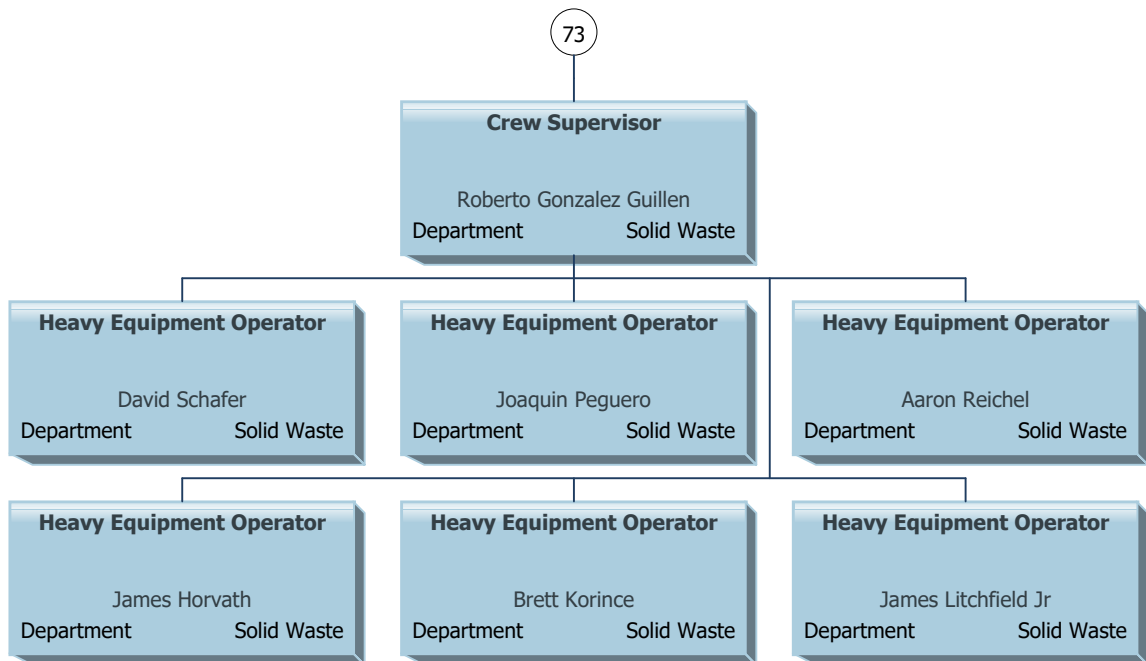 73
Crew Supervisor
Roberto Gonzalez Guillen
Department Solid Waste
Heavy Equipment Operator
David Schafer
Department Solid Waste
Heavy Equipment Operator
Joaquin Peguero
Department Solid Waste
Heavy Equipment Operator
Aaron Reichel
Department Solid Waste
Heavy Equipment Operator
James Horvath
Department Solid Waste
Heavy Equipment Operator
Brett Korince
Department Solid Waste
Heavy Equipment Operator
James Litchfield Jr
Department Solid Waste